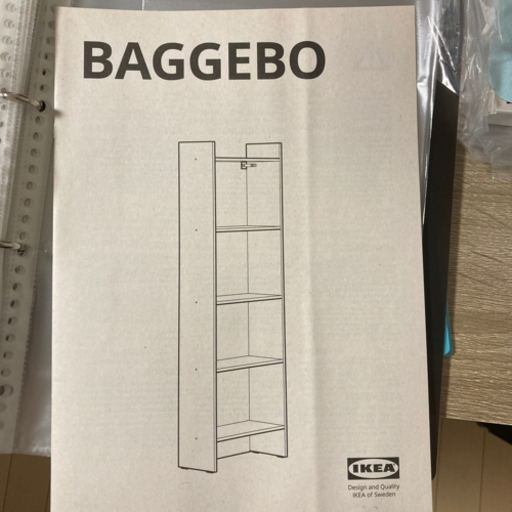 BAGGEBO
IKEA
Design and Quality
IKEA of Sweden